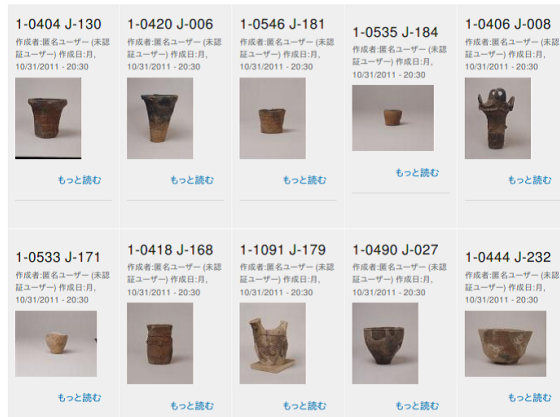 1-0404 J-130
作成者:匿名ユーザー (未認
証ユーザー) 作成日:月,
10/31/2011 - 20:30
もっと読む
1-0420 J-006
作成者:匿名ユーザー (未認
証ユーザー) 作成日:月,
10/31/2011 - 20:30
もっと読む
1-0546 J-181
作成者:匿名ユーザー (未認
証ユーザー) 作成日:月,
10/31/2011 - 20:30
もっと読む
1-0535 J-184
作成者:匿名ユーザー (未認
証ユーザー) 作成日:月,
10/31/2011 - 20:30
もっと読む
1-0406 J-008
作成者:匿名ユーザー (未認
証ユーザー) 作成日:月,
10/31/2011 - 20:30
もっと読む
1-0533 J-171
作成者:匿名ユーザー (未認
証ユーザー) 作成日:月,
10/31/2011 - 20:30
もっと読む
1-0418 J-168
作成者:匿名ユーザー (未認
証ユーザー) 作成日:月,
10/31/2011 - 20:30
もっと読む
1-1091 J-179
作成者:匿名ユーザー (未認
証ユーザー) 作成日:月,
10/31/2011 - 20:30
もっと読む
1-0490 J-027
作成者:匿名ユーザー (未認
証ユーザー) 作成日:月,
10/31/2011 - 20:30
もっと読む
1-0444 J-232
作成者:匿名ユーザー (未認
証ユーザー) 作成日:月,
10/31/2011 - 20:30
もっと読む